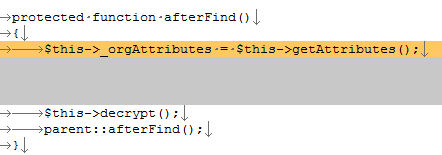 protected function afterFind()
{
$this->_orgAttributes = $this->getAttributes();
$this->decrypt();
parent::afterFind();
}